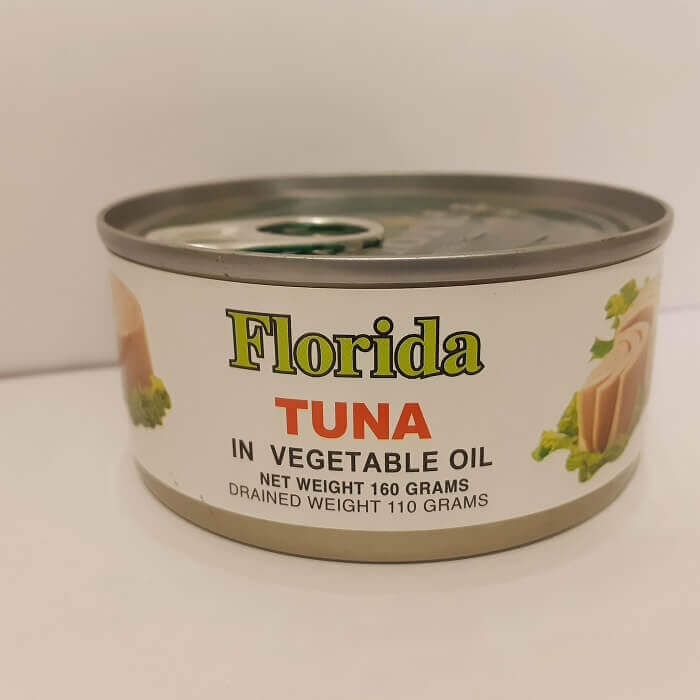 Florida
TUNA
IN VEGETABLE OIL
NET WEIGHT 160 GRAMS
DRAINED WEIGHT 110 GRAMS